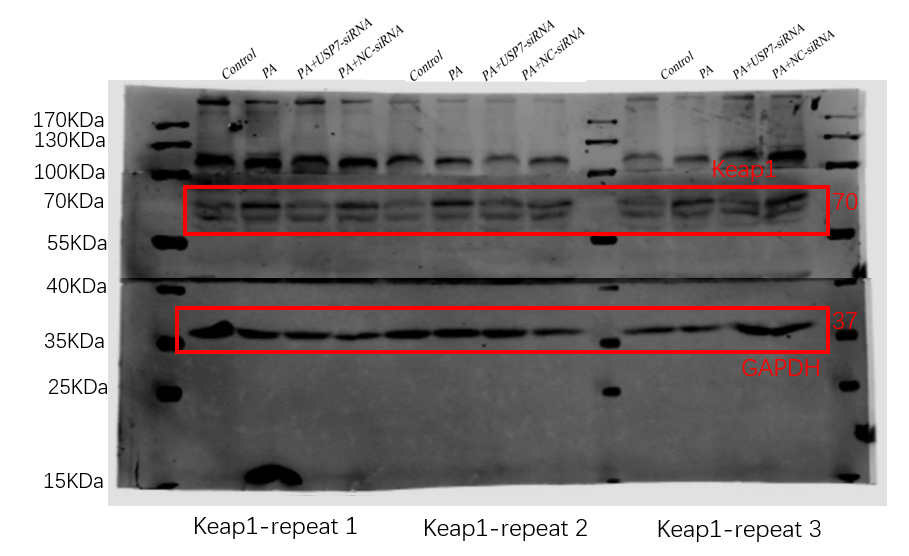 Control PA PA+USP7-siRNA PA+NC-siRNA Control PA PA+USP7-siRNA PA+NC-siRNA Control PA PA+USP7-siRNA PA+NC-siRNA
170KDa
130KDa
100KDa
Keap1
70KDa
70
55KDa
40KDa
37
35KDa
GAPDH
25KDa
15KDa
Keap1-repeat 1 Keap1-repeat 2 Keap1-repeat 3